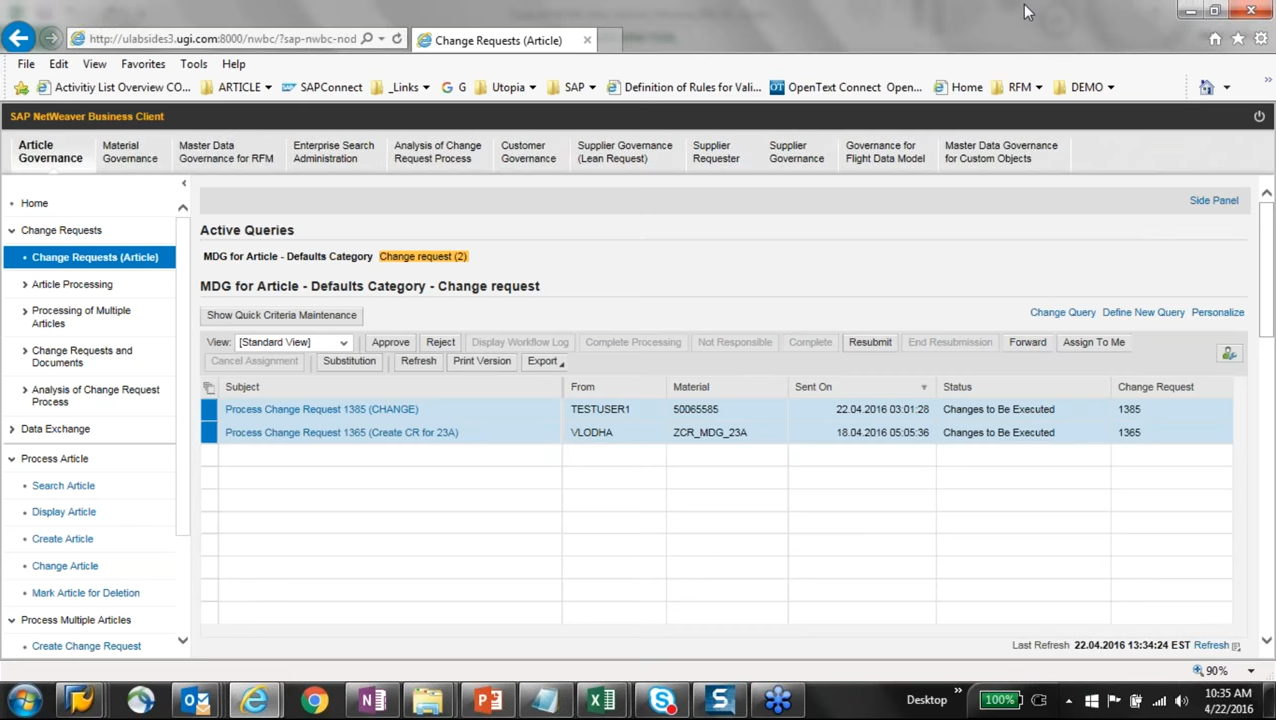 http://ulabsides3.ugi.com:8000/nwbc/?sap-nwbc-nod
Change Requests (Article)
File Edit View Favorites Tools Help
Activitiy List Overview CO... ARTICLE SAPConnect _Links G Utopia SAP Definition of Rules for Vali... OpenText Connect Open... Home RFM DEMO
SAP NetWeaver Business Client
Article Governance
Material Governance
Master Data Governance for RFM
Enterprise Search Administration
Analysis of Change Request Process
Customer Governance
Supplier Governance (Lean Request)
Supplier Requester
Supplier Governance
Governance for Flight Data Model
Master Data Governance for Custom Objects
Home
Change Requests
Change Requests (Article)
Article Processing
Processing of Multiple
Articles
Change Requests and
Documents
Analysis of Change Request
Process
Data Exchange
Process Article
Search Article
Display Article
Create Article
Change Article
Mark Article for Deletion
Process Multiple Articles
Create Change Request
Side Panel
Active Queries
MDG for Article - Defaults Category Change request (2)
MDG for Article - Defaults Category - Change request
Show Quick Criteria Maintenance
Change Query Define New Query Personalize
View: [Standard View] Approve Reject Display Workflow Log Complete Processing Not Responsible Complete Resubmit End Resubmission Forward Assign To Me
Cancel Assignment Substitution Refresh Print Version Export
Subject From Material Sent On Status Change Request
Process Change Request 1385 (CHANGE) TESTUSER1 50065585 22.04.2016 03:01:28 Changes to Be Executed 1385
Process Change Request 1365 (Create CR for 23A) VLODHA ZCR_MDG_23A 18.04.2016 05:05:36 Changes to Be Executed 1365
Last Refresh 22.04.2016 13:34:24 EST Refresh
90%
Desktop 100% 10:35 AM
4/22/2016